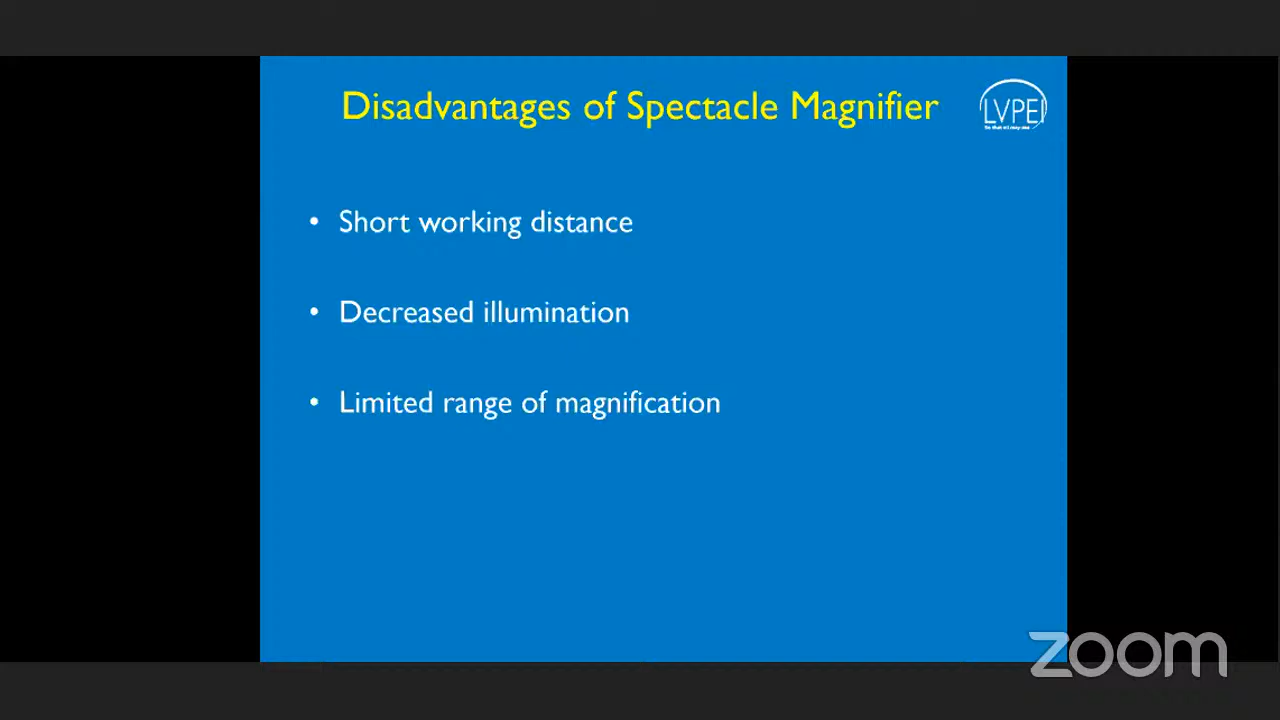 Disadvantages of Spectacle Magnifier
LVPEI
• Short working distance
• Decreased illumination
• Limited range of magnification
zoom